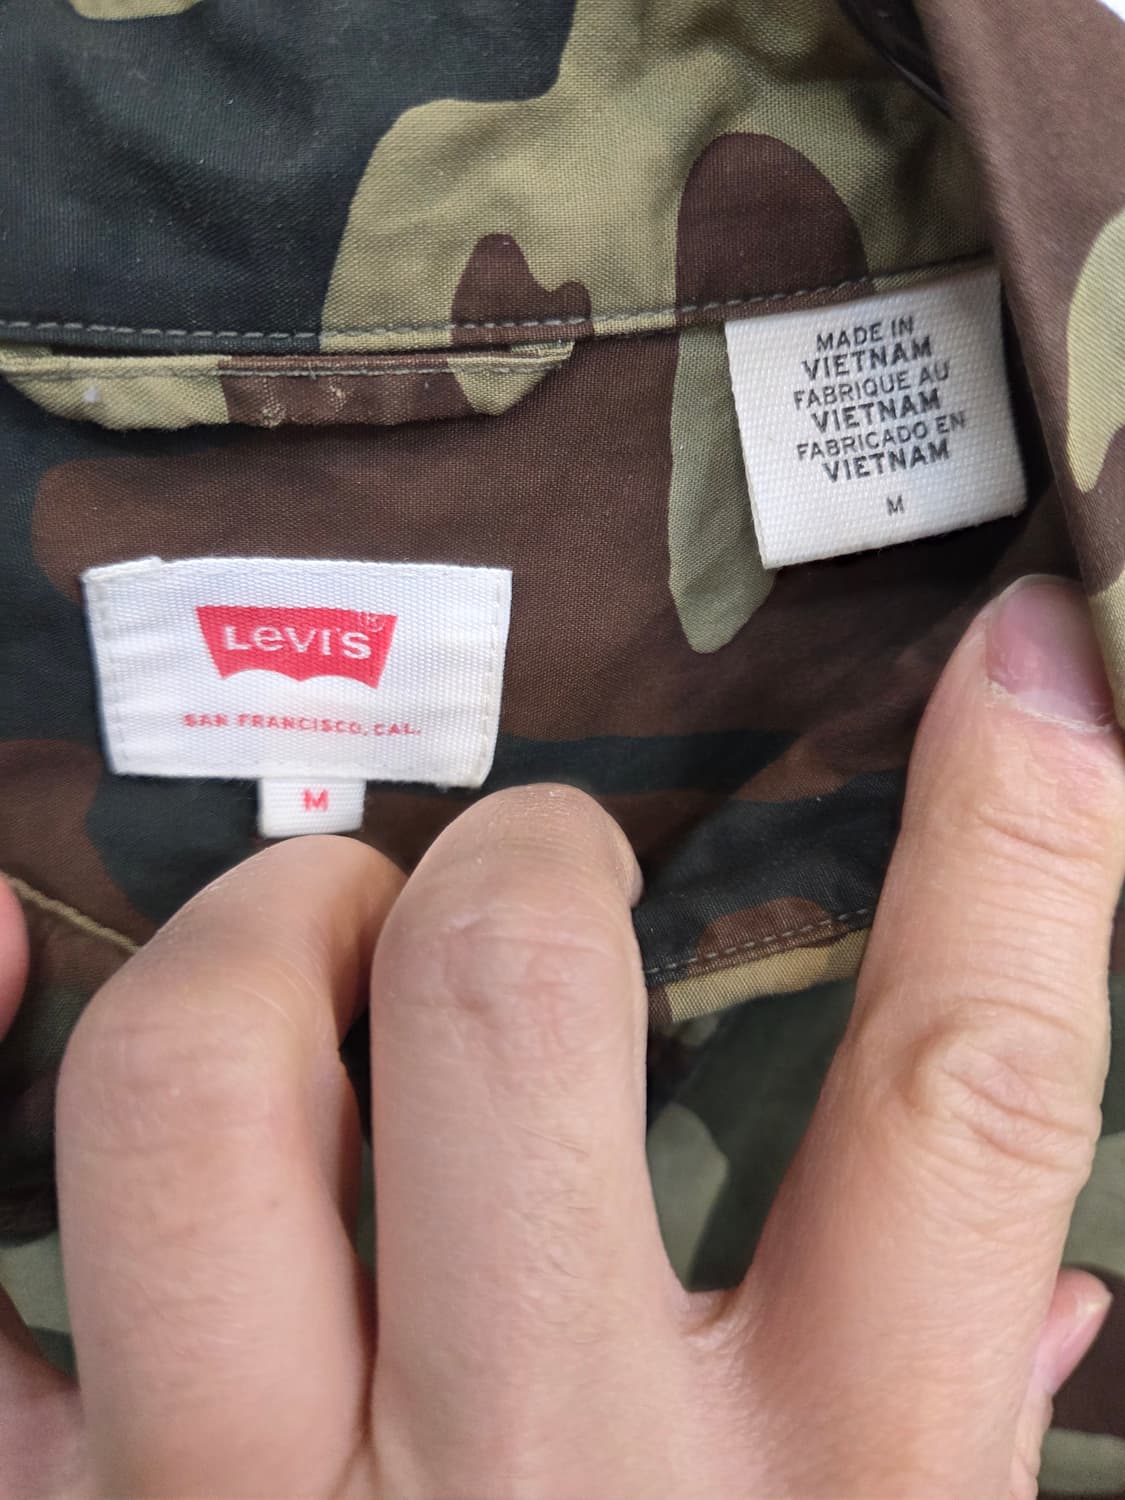 MADE IN
VIETNAM
FABRIQUE AU
VIETNAM
FABRICADO EN
VIETNAM
M
LEVI'S®
SAN FRANCISCO, CAL.
M